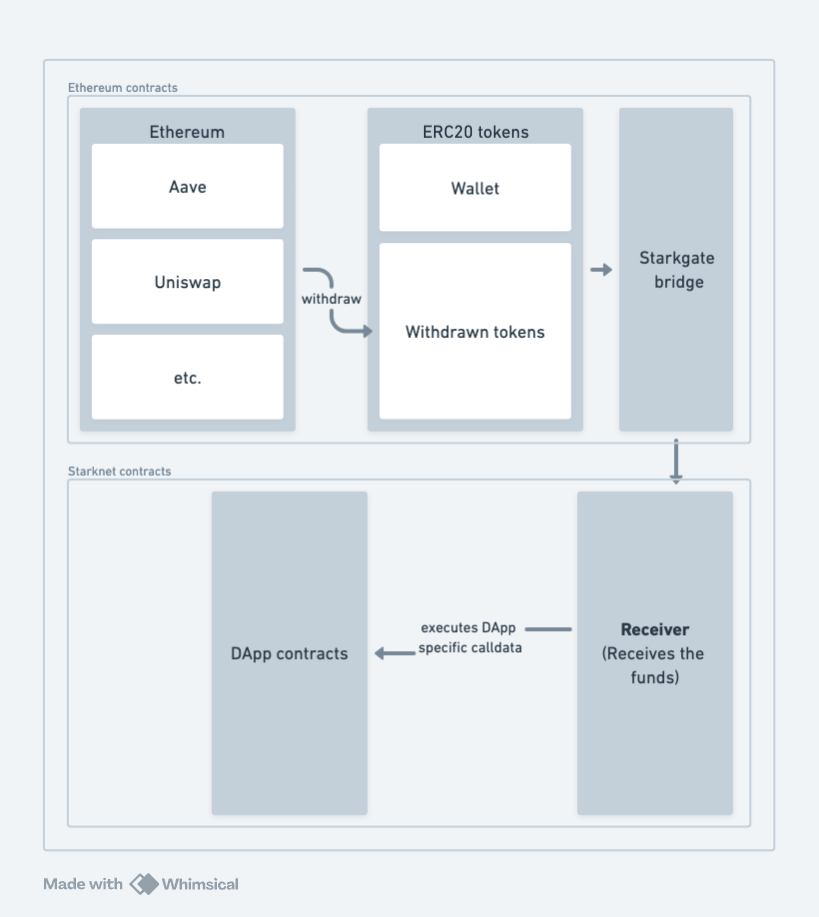 Ethereum contracts
Ethereum
Aave
Uniswap
etc.
withdraw
ERC20 tokens
Wallet
Withdrawn tokens
Starkgate
bridge
Starknet contracts
DApp contracts
executes DApp
specific calldata
Receiver
(Receives the
funds)
Made with Whimsical